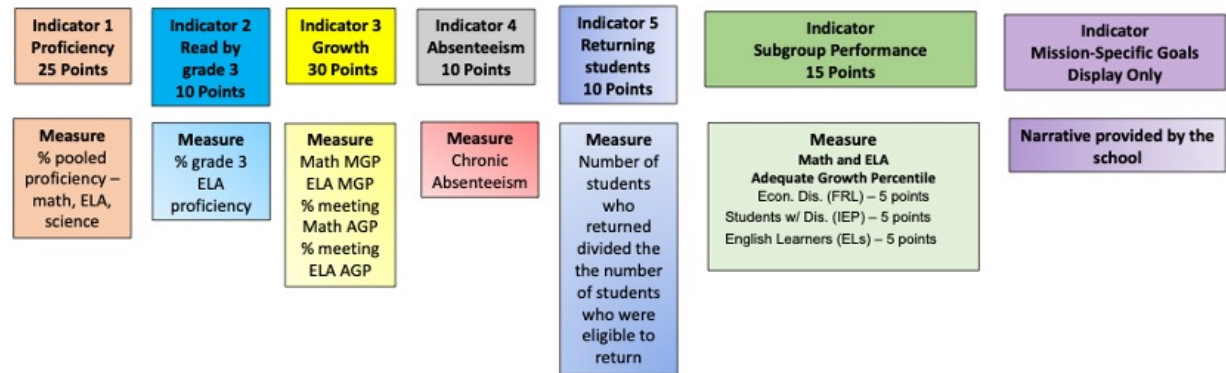 Indicator 1
Proficiency
25 Points
Indicator 2
Read by
grade 3
10 Points
Indicator 3
Growth
30 Points
Indicator 4
Absenteeism
10 Points
Indicator 5
Returning
students
10 Points
Indicator
Subgroup Performance
15 Points
Indicator
Mission-Specific Goals
Display Only
Measure
% pooled
proficiency –
math, ELA,
science
Measure
% grade 3
ELA
proficiency
Measure
Math MGP
ELA MGP
% meeting
Math AGP
% meeting
ELA AGP
Measure
Chronic
Absenteeism
Measure
Number of
students
who
returned
divided the
the number
of students
who were
eligible to
return
Measure
Math and ELA
Adequate Growth Percentile
Econ. Dis. (FRL) – 5 points
Students w/ Dis. (IEP) – 5 points
English Learners (ELs) – 5 points
Narrative provided by the
school